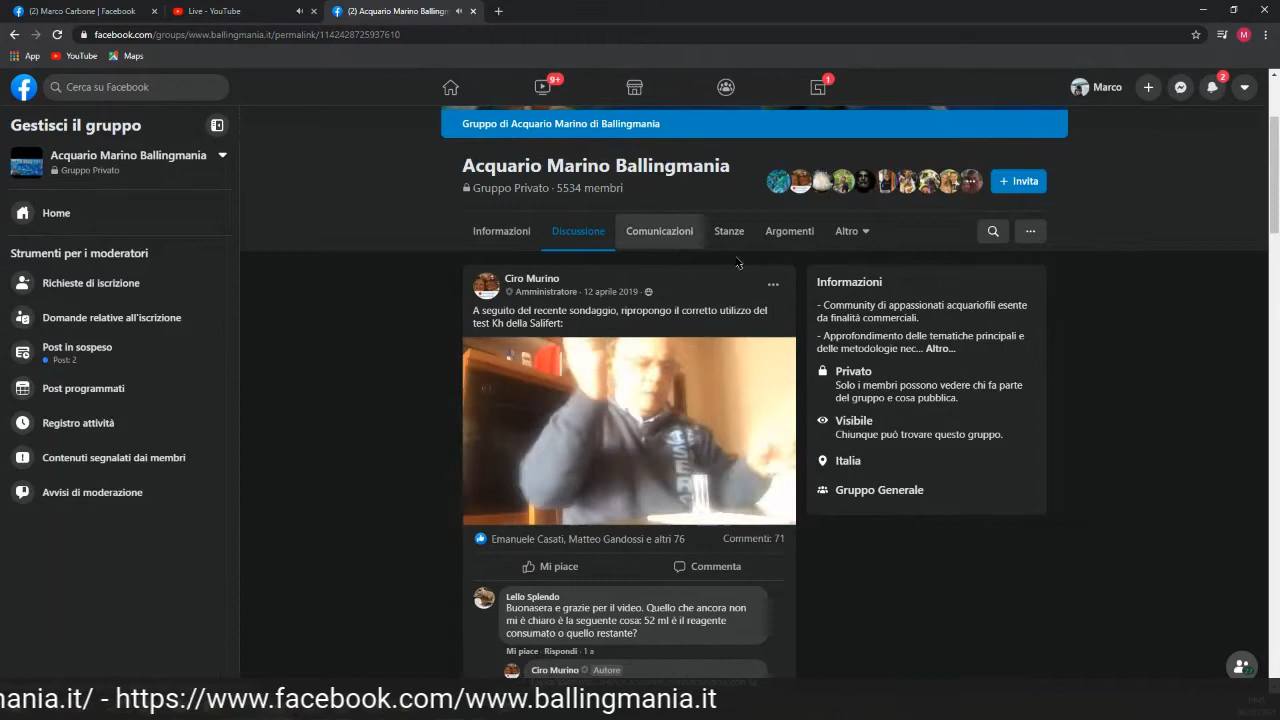 (2) Marco Carbone | Facebook
Live - YouTube
(2) Acquario Marino Ballingm
facebook.com/groups/www.ballingmania.it/permalink/1142428725937610
M
App
YouTube
Maps
Cerca su Facebook
9+
1
Marco
2
Gestisci il gruppo
Acquario Marino Ballingmania
Gruppo Privato
Home
Strumenti per i moderatori
Richieste di iscrizione
Domande relative all'iscrizione
Post in sospeso
Post: 2
Post programmati
Registro attività
Contenuti segnalati dai membri
Avvisi di moderazione
Gruppo di Acquario Marino di Ballingmania
Acquario Marino Ballingmania
Gruppo Privato · 5534 membri
+ Invita
Informazioni
Discussione
Comunicazioni
Stanze
Argomenti
Altro
Ciro Murino
Amministratore · 12 aprile 2019 ·
A seguito del recente sondaggio, ripropongo il corretto utilizzo del
test Kh della Salifert:
Emanuele Casati, Matteo Gandossi e altri 76
Commenti: 71
Mi piace
Commenta
Lello Splendo
Buonasera e grazie per il video. Quello che ancora non
mi è chiaro è la seguente cosa: 52 ml è il reagente
consumato o quello restante?
Mi piace · Rispondi · 1 a
Ciro Murino
Autore
Informazioni
- Community di appassionati acquariofili esente
da finalità commerciali.
- Approfondimento delle tematiche principali e
delle metodologie nec... Altro...
Privato
Solo i membri possono vedere chi fa parte
del gruppo e cosa pubblica.
Visibile
Chiunque può trovare questo gruppo.
Italia
Gruppo Generale
mania.it/ - https://www.facebook.com/www.ballingmania.it